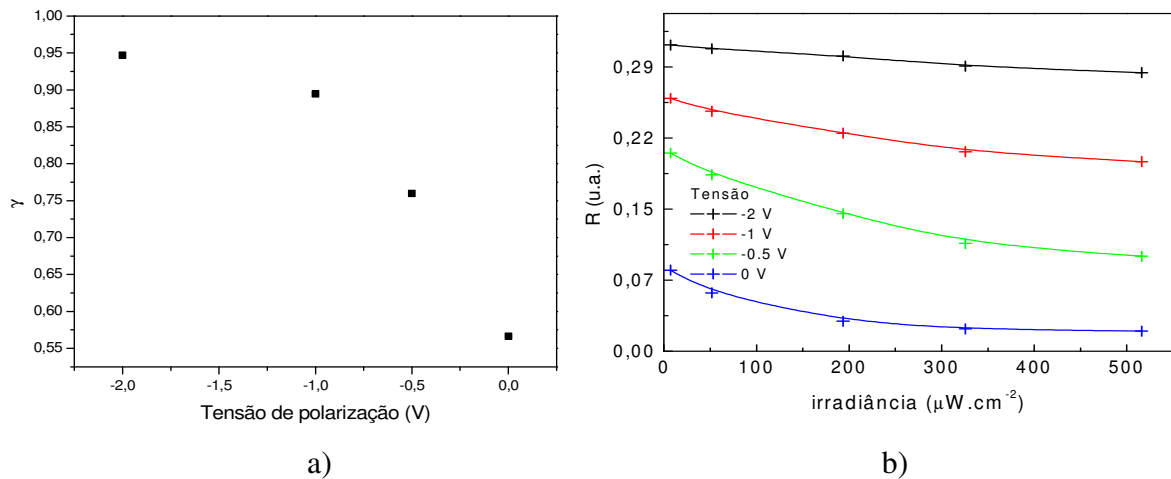 1,00
0,95
0,90
0,85
0,80
0,75
0,70
0,65
0,60
0,55
γ
-2,0 -1,5 -1,0 -0,5 0,0
Tensão de polarização (V)
a)
0,29
0,22
0,15
0,07
0,00
R (u.a.)
Tensão
-2 V
-1 V
-0.5 V
0 V
0 100 200 300 400 500
irradiância (μW.cm⁻²)
b)